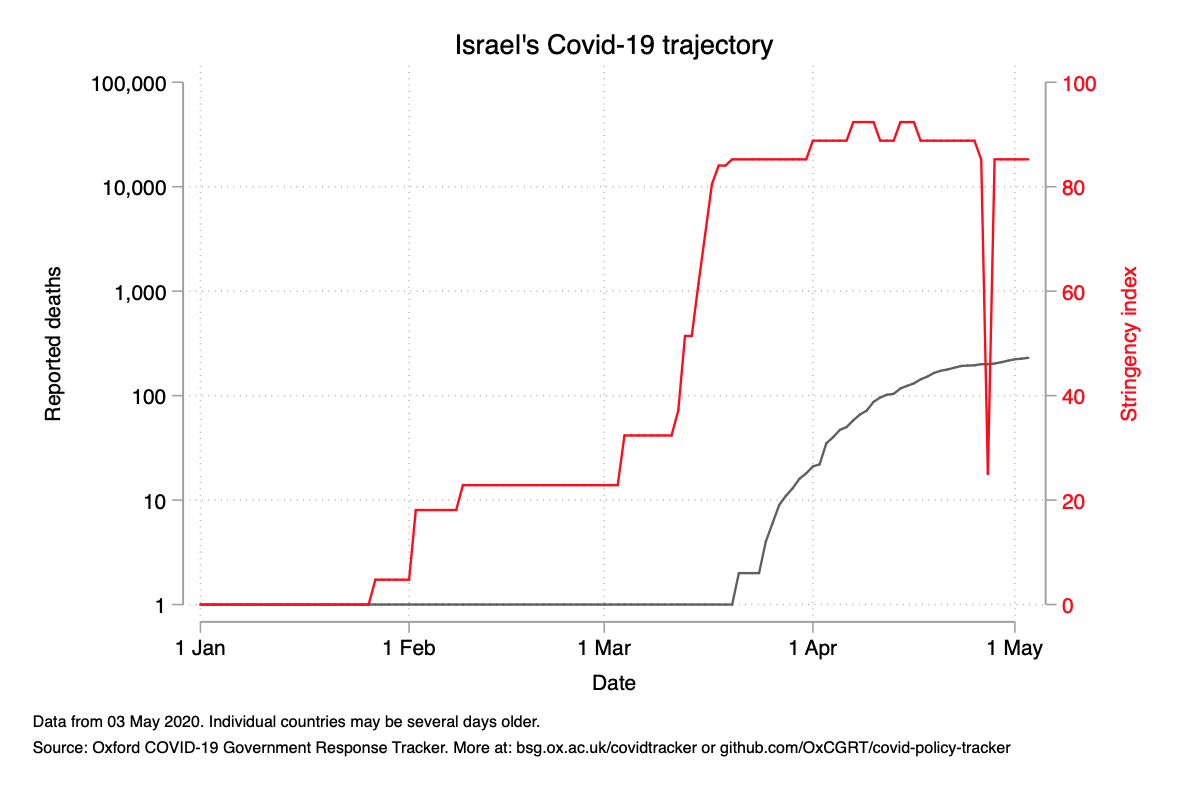 Israel's Covid-19 trajectory
100,000
10,000
1,000
100
10
1
Reported deaths
100
80
60
40
20
0
Stringency index
1 Jan
1 Feb
1 Mar
1 Apr
1 May
Date
Data from 03 May 2020. Individual countries may be several days older.
Source: Oxford COVID-19 Government Response Tracker. More at: bsg.ox.ac.uk/covidtracker or github.com/OxCGRT/covid-policy-tracker